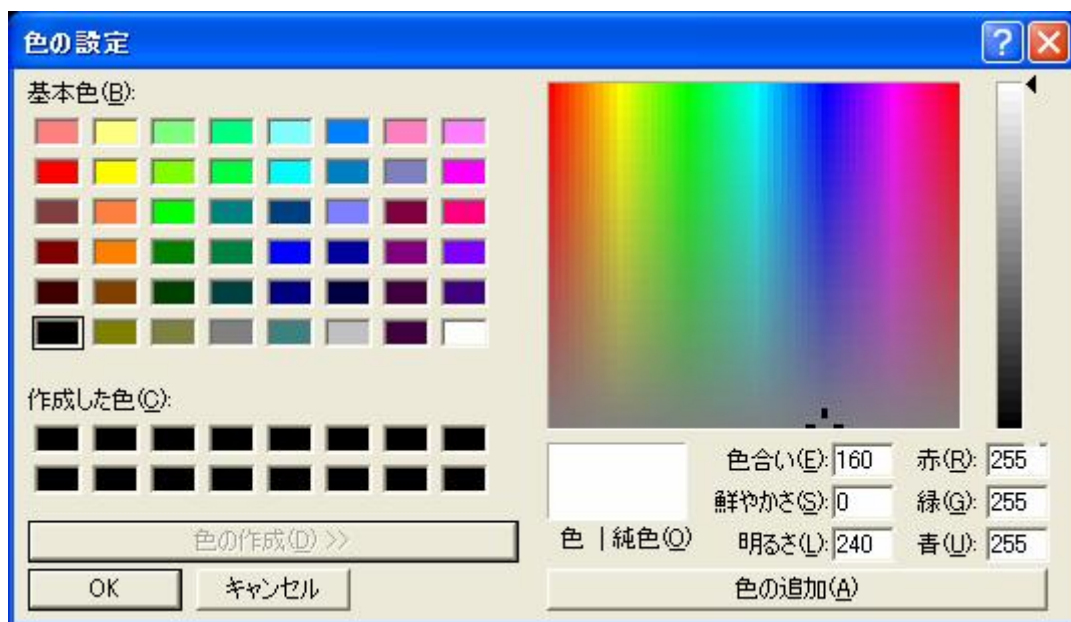 色の設定
基本色(B):
作成した色(C):
色の作成(D) >>
OK キャンセル
色 | 純色(O)
色合い(E): 160 赤(R): 255
鮮やかさ(S): 0 緑(G): 255
明るさ(L): 240 青(U): 255
色の追加(A)